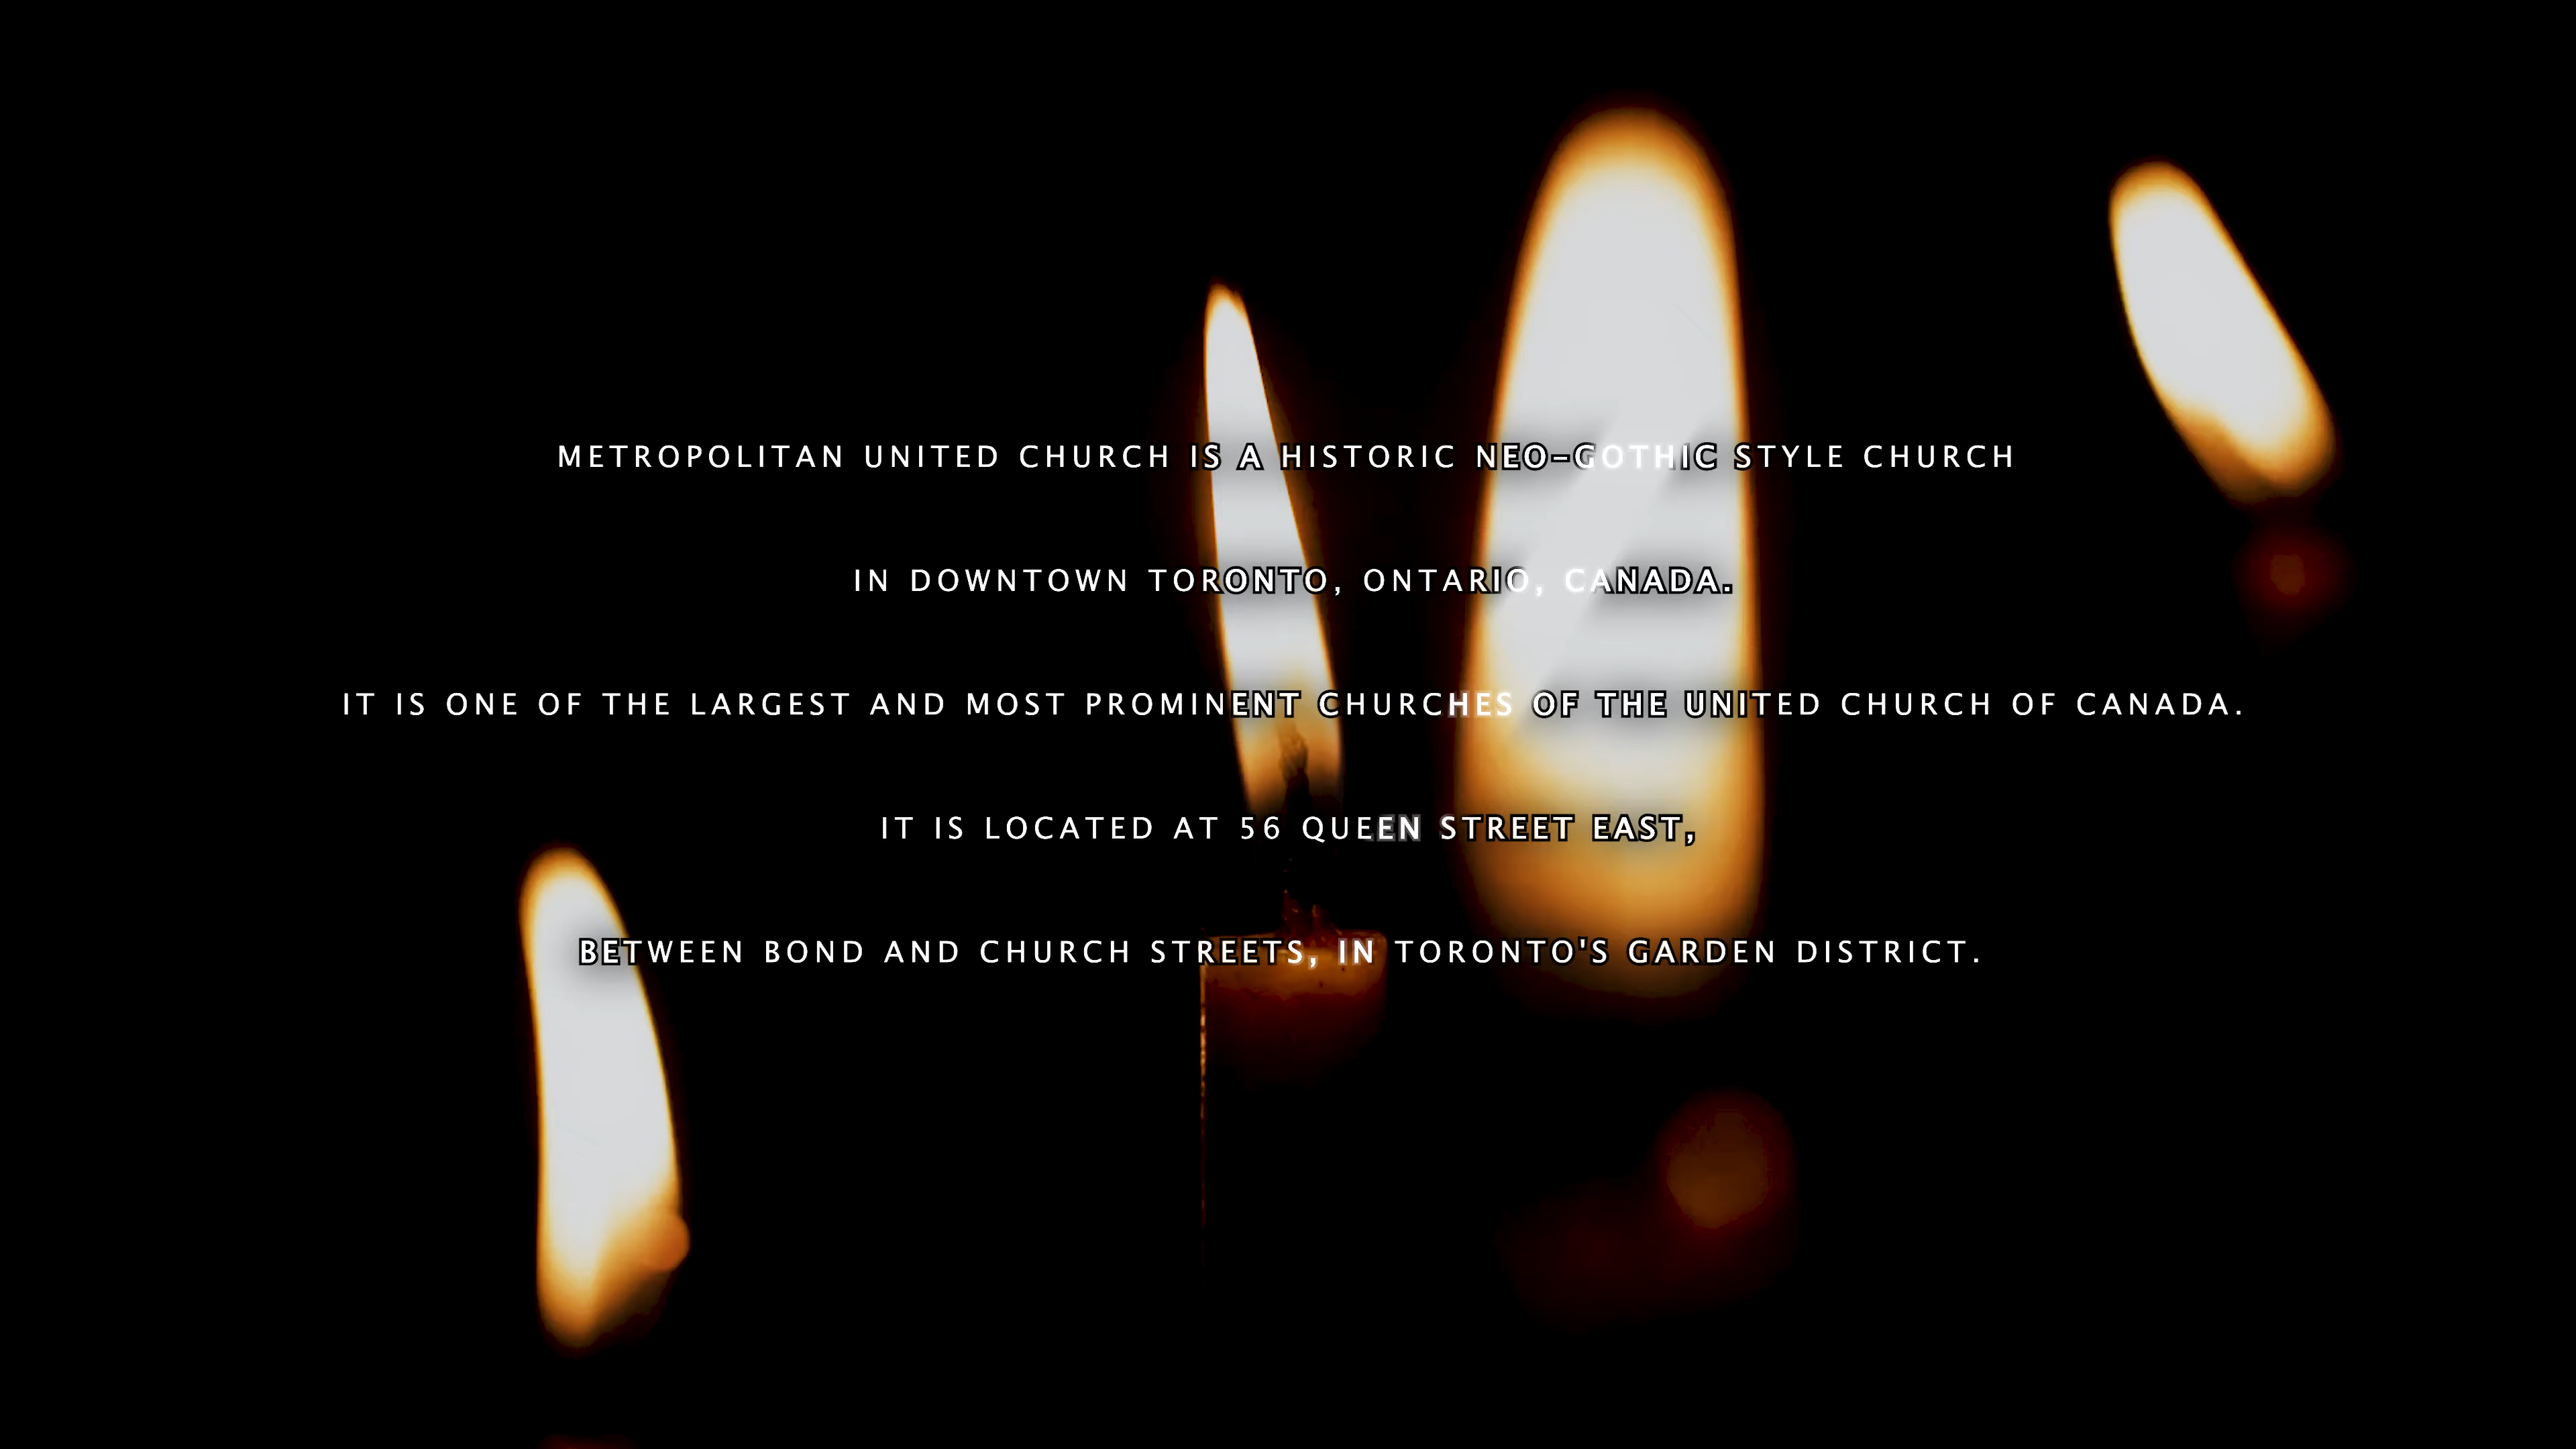 METROPOLITAN UNITED CHURCH IS A HISTORIC NEO-GOTHIC STYLE CHURCH
IN DOWNTOWN TORONTO, ONTARIO, CANADA.
IT IS ONE OF THE LARGEST AND MOST PROMINENT CHURCHES OF THE UNITED CHURCH OF CANADA.
IT IS LOCATED AT 56 QUEEN STREET EAST,
BETWEEN BOND AND CHURCH STREETS, IN TORONTO'S GARDEN DISTRICT.